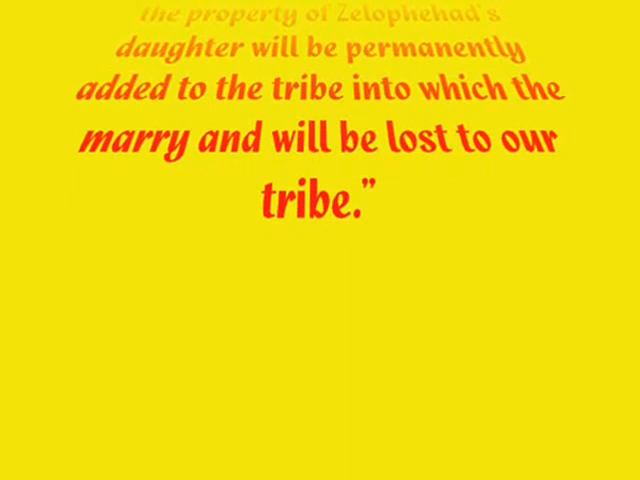 the property of Zelophehad's
daughter will be permanently
added to the tribe into which the
marry and will be lost to our
tribe."